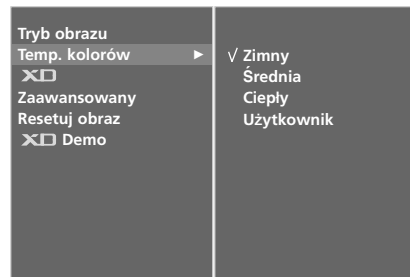 Tryb obrazu
Temp. kolorów ►
XD
Zaawansowany
Resetuj obraz
XD Demo
√ Zimny
Średnia
Ciepły
Użytkownik